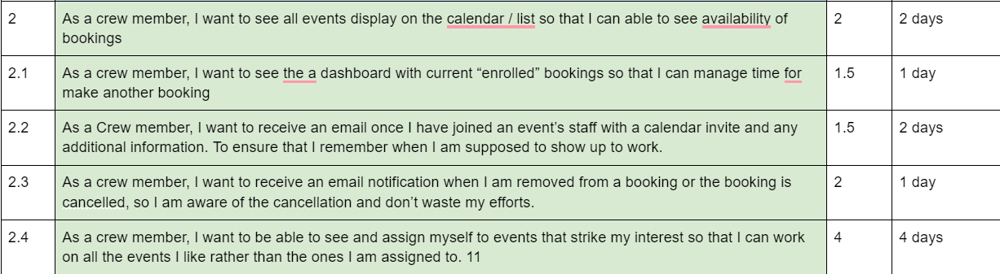 2 As a crew member, I want to see all events display on the calendar / list so that I can able to see availability of 2 2 days
bookings
2.1 As a crew member, I want to see the a dashboard with current “enrolled” bookings so that I can manage time for 1.5 1 day
make another booking
2.2 As a Crew member, I want to receive an email once I have joined an event’s staff with a calendar invite and any 1.5 2 days
additional information. To ensure that I remember when I am supposed to show up to work.
2.3 As a crew member, I want to receive an email notification when I am removed from a booking or the booking is 2 1 day
cancelled, so I am aware of the cancellation and don’t waste my efforts.
2.4 As a crew member, I want to be able to see and assign myself to events that strike my interest so that I can work 4 4 days
on all the events I like rather than the ones I am assigned to. 11